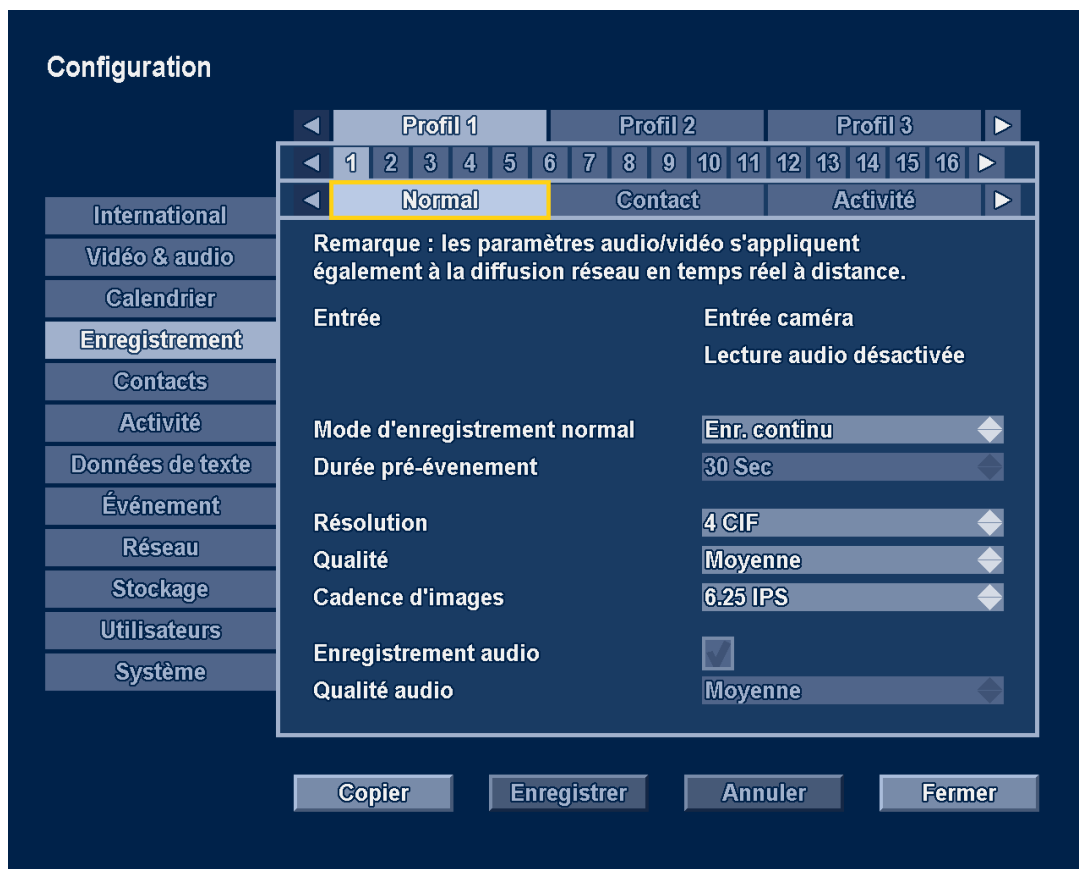 Configuration
Profil 1 Profil 2 Profil 3
1 2 3 4 5 6 7 8 9 10 11 12 13 14 15 16
Normal Contact Activité
International
Vidéo & audio
Calendrier
Enregistrement
Contacts
Activité
Données de texte
Événement
Réseau
Stockage
Utilisateurs
Système
Remarque : les paramètres audio/vidéo s'appliquent
également à la diffusion réseau en temps réel à distance.
Entrée Entrée caméra
Lecture audio désactivée
Mode d'enregistrement normal Enr. continu
Durée pré-évenement 30 Sec
Résolution 4 CIF
Qualité Moyenne
Cadence d'images 6.25 IPS
Enregistrement audio
Qualité audio Moyenne
Copier Enregistrer Annuler Fermer